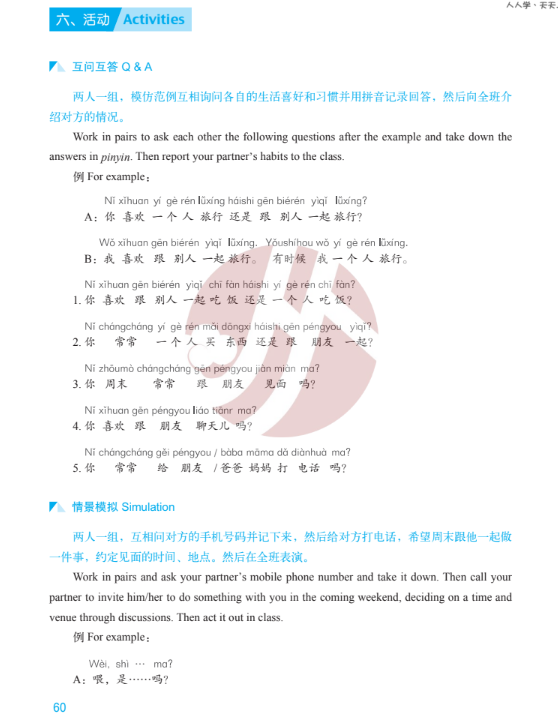 人人学、天天
六、活动 Activities
互问互答 Q & A
两人一组，模仿范例互相询问各自的生活喜好和习惯并用拼音记录回答，然后向全班介
绍对方的情况。
Work in pairs to ask each other the following questions after the example and take down the
answers in pinyin. Then report your partner's habits to the class.
例 For example：
Nǐ xǐhuan yí gè rén lǚxíng háishi gēn biérén yìqǐ lǚxíng?
A：你 喜欢 一 个 人 旅行 还是 跟 别人 一起 旅行？
Wǒ xǐhuan gēn biérén yìqǐ lǚxíng. Yǒushíhou wǒ yí gè rén lǚxíng.
B：我 喜欢 跟 别人 一起 旅行。 有时候 我 一 个 人 旅行。
Nǐ xǐhuan gēn biérén yìqǐ chī fàn háishi yí gè rén chī fàn?
1. 你 喜欢 跟 别人 一起 吃 饭 还是 一 个 人 吃 饭？
Nǐ chángcháng yí gè rén mǎi dōngxi háishi gēn péngyou yìqǐ?
2. 你 常常 一 个 人 买 东西 还是 跟 朋友 一起？
Nǐ zhōumò chángcháng gēn péngyou jiàn miàn ma?
3. 你 周末 常常 跟 朋友 见面 吗？
Nǐ xǐhuan gēn péngyou liáo tiānr ma?
4. 你 喜欢 跟 朋友 聊天儿 吗？
Nǐ chángcháng gěi péngyou / bàba māma dǎ diànhuà ma?
5. 你 常常 给 朋友 / 爸爸 妈妈 打 电话 吗？
情景模拟 Simulation
两人一组，互相问对方的手机号码并记下来，然后给对方打电话，希望周末跟他一起做
一件事，约定见面的时间、地点。然后在全班表演。
Work in pairs and ask your partner's mobile phone number and take it down. Then call your
partner to invite him/her to do something with you in the coming weekend, deciding on a time and
venue through discussions. Then act it out in class.
例 For example：
Wèi, shì … ma?
A：喂，是……吗？
60